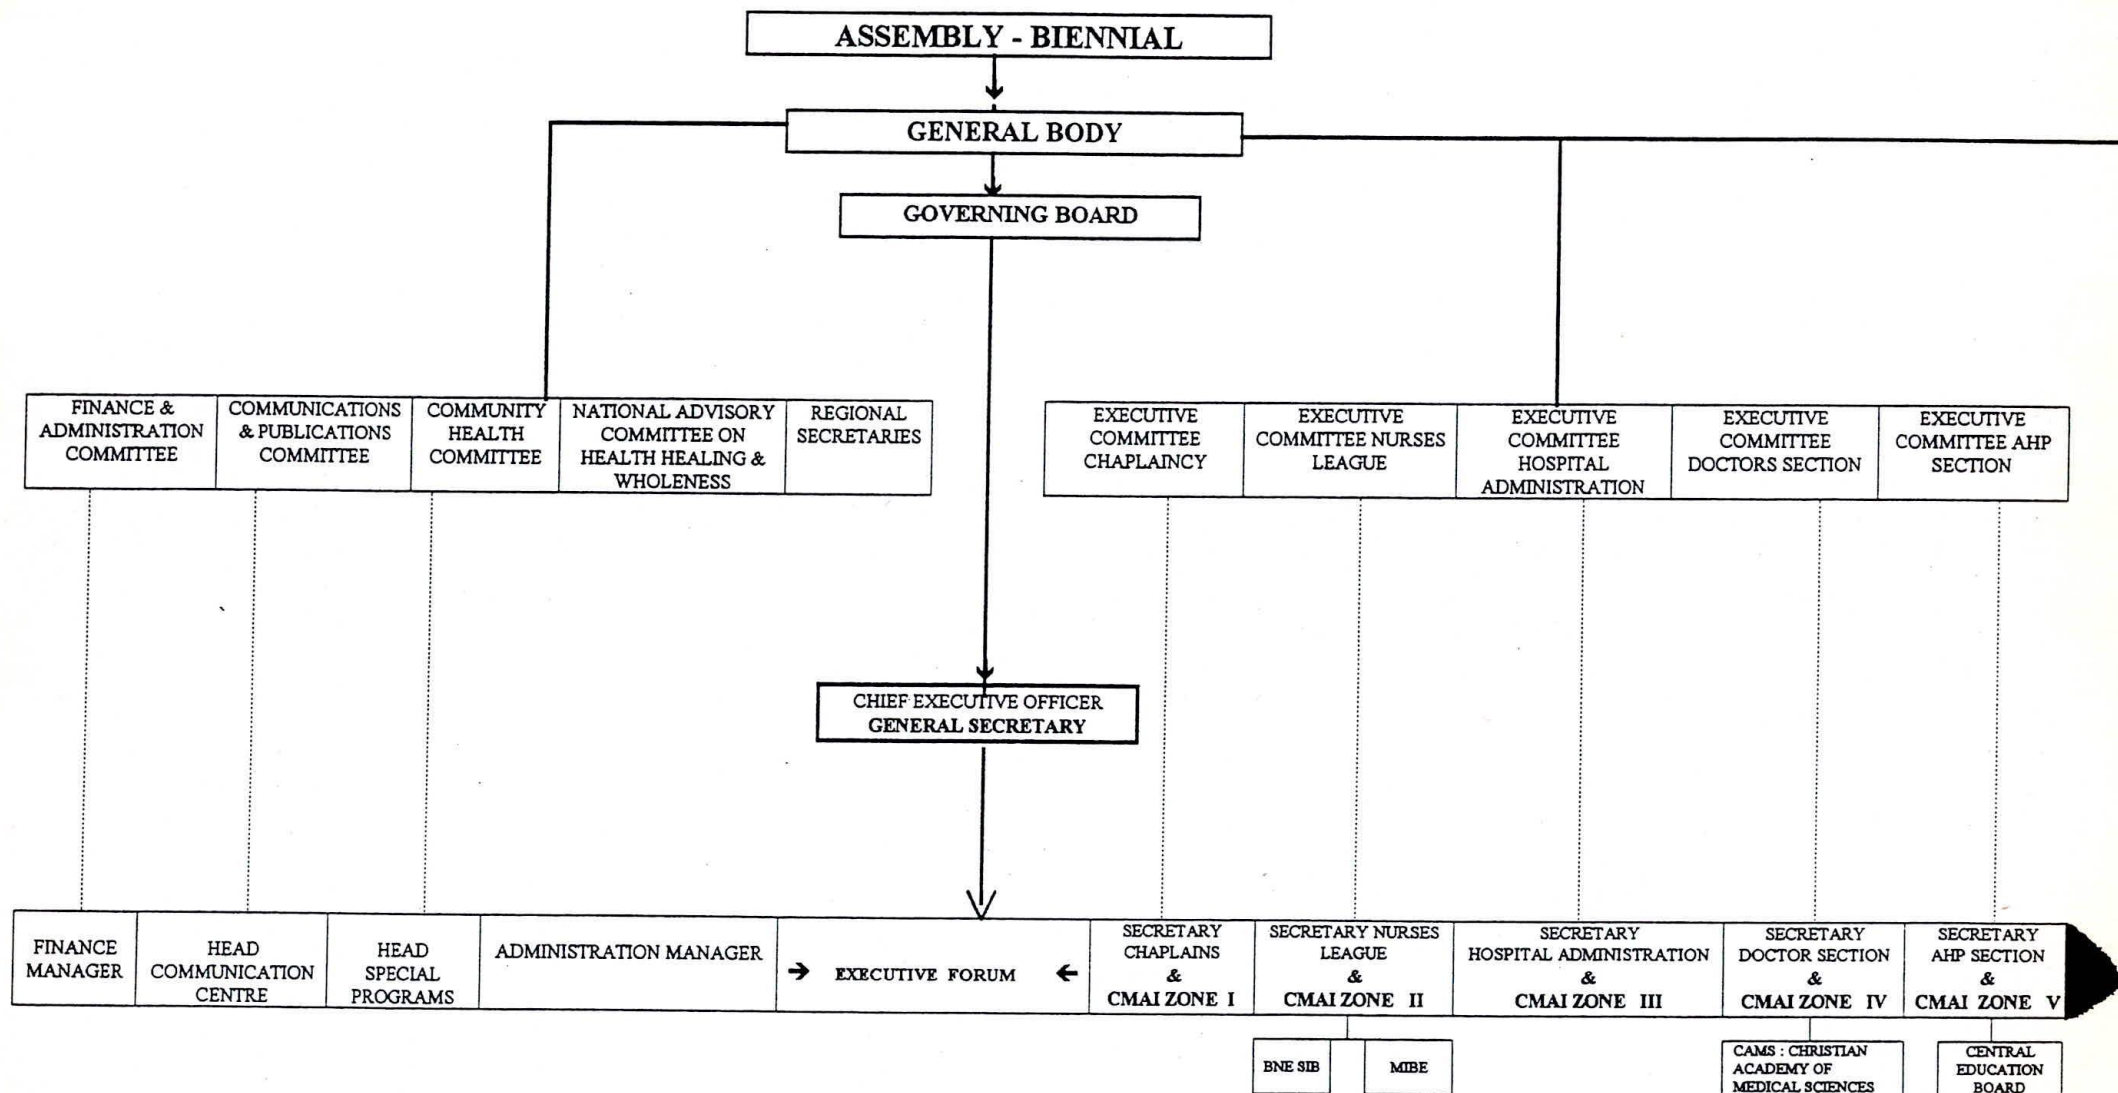 ASSEMBLY - BIENNIAL
GENERAL BODY
GOVERNING BOARD
FINANCE &
ADMINISTRATION
COMMITTEE
COMMUNICATIONS
& PUBLICATIONS
COMMITTEE
COMMUNITY
HEALTH
COMMITTEE
NATIONAL ADVISORY
COMMITTEE ON
HEALTH HEALING &
WHOLENESS
REGIONAL
SECRETARIES
EXECUTIVE
COMMITTEE
CHAPLAINCY
EXECUTIVE
COMMITTEE NURSES
LEAGUE
EXECUTIVE
COMMITTEE
HOSPITAL
ADMINISTRATION
EXECUTIVE
COMMITTEE
DOCTORS SECTION
EXECUTIVE
COMMITTEE AHP
SECTION
CHIEF EXECUTIVE OFFICER
GENERAL SECRETARY
FINANCE
MANAGER
HEAD
COMMUNICATION
CENTRE
HEAD
SPECIAL
PROGRAMS
ADMINISTRATION MANAGER
→ EXECUTIVE FORUM ←
SECRETARY
CHAPLAINS
&
CMAI ZONE I
SECRETARY NURSES
LEAGUE
&
CMAI ZONE II
SECRETARY
HOSPITAL ADMINISTRATION
&
CMAI ZONE III
SECRETARY
DOCTOR SECTION
&
CMAI ZONE IV
SECRETARY
AHP SECTION
&
CMAI ZONE V
BNE SIB
MIBE
CAMS : CHRISTIAN
ACADEMY OF
MEDICAL SCIENCES
CENTRAL
EDUCATION
BOARD